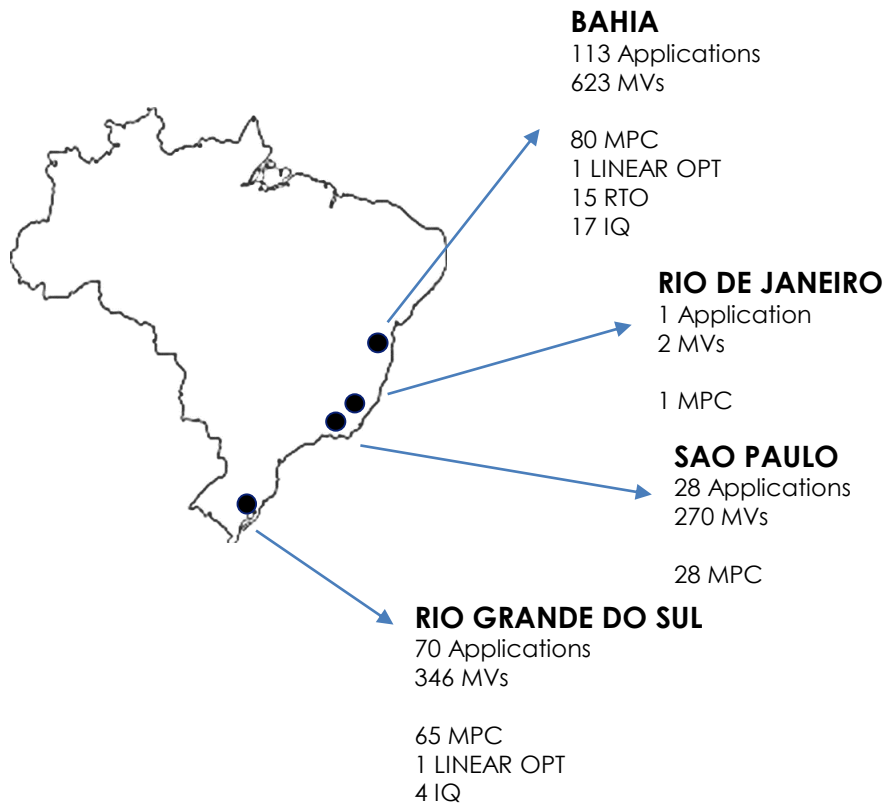 BAHIA
113 Applications
623 MVs
80 MPC
1 LINEAR OPT
15 RTO
17 IQ
RIO DE JANEIRO
1 Application
2 MVs
1 MPC
SAO PAULO
28 Applications
270 MVs
28 MPC
RIO GRANDE DO SUL
70 Applications
346 MVs
65 MPC
1 LINEAR OPT
4 IQ